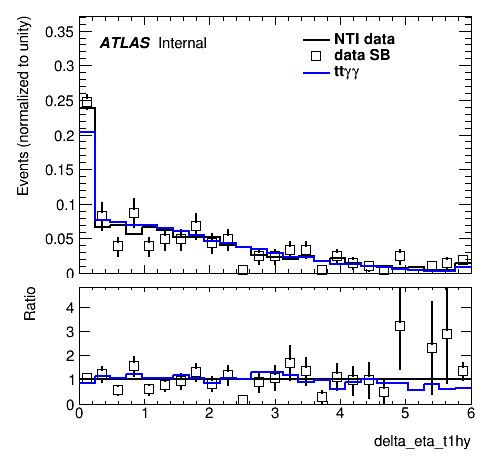 ATLAS Internal
NTI data
data SB
ttγγ
Events (normalized to unity)
0.35
0.3
0.25
0.2
0.15
0.1
0.05
0
Ratio
4
3
2
1
0
0 1 2 3 4 5 6
delta_eta_t1hy